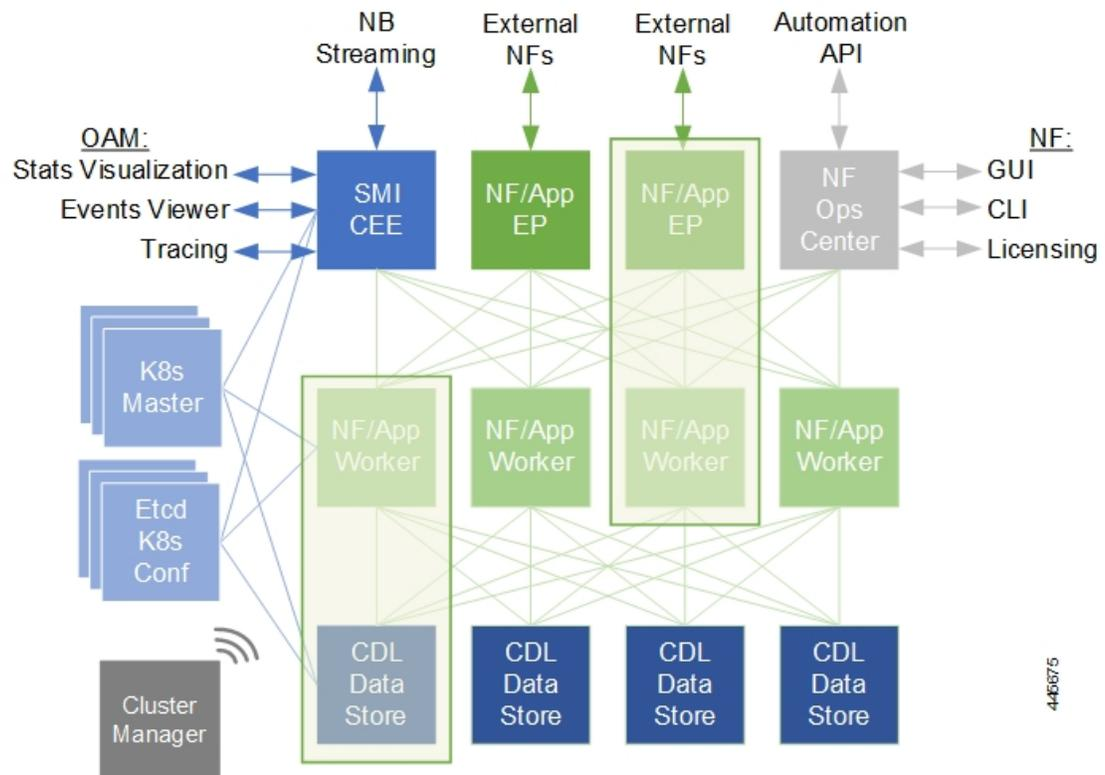 NB
Streaming
External
NFs
External
NFs
Automation
API
OAM:
Stats Visualization
Events Viewer
Tracing
SMI
CEE
NF/App
EP
NF/App
EP
NF
Ops
Center
NF:
GUI
CLI
Licensing
K8s
Master
NF/App
Worker
NF/App
Worker
NF/App
Worker
NF/App
Worker
Etcd
K8s
Conf
Cluster
Manager
CDL
Data
Store
CDL
Data
Store
CDL
Data
Store
CDL
Data
Store
445675